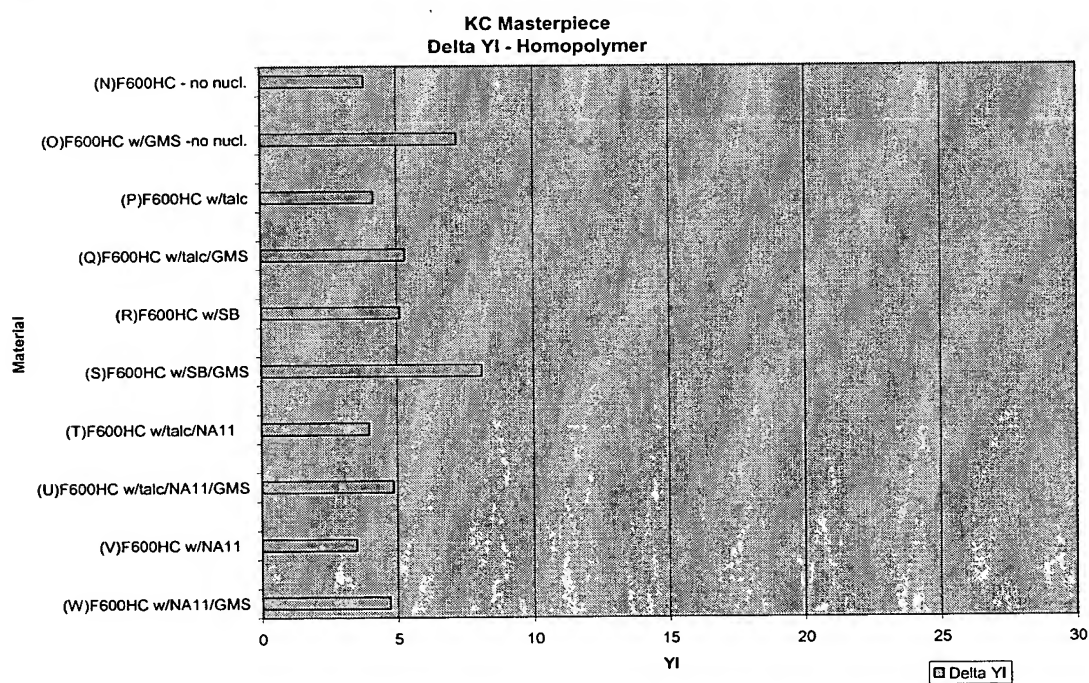 KC Masterpiece
Delta YI - Homopolymer
Material
(N)F600HC - no nucl.
(O)F600HC w/GMS -no nucl.
(P)F600HC w/talc
(Q)F600HC w/talc/GMS
(R)F600HC w/SB
(S)F600HC w/SB/GMS
(T)F600HC w/talc/NA11
(U)F600HC w/talc/NA11/GMS
(V)F600HC w/NA11
(W)F600HC w/NA11/GMS
0 5 10 15 20 25 30
YI
Delta YI